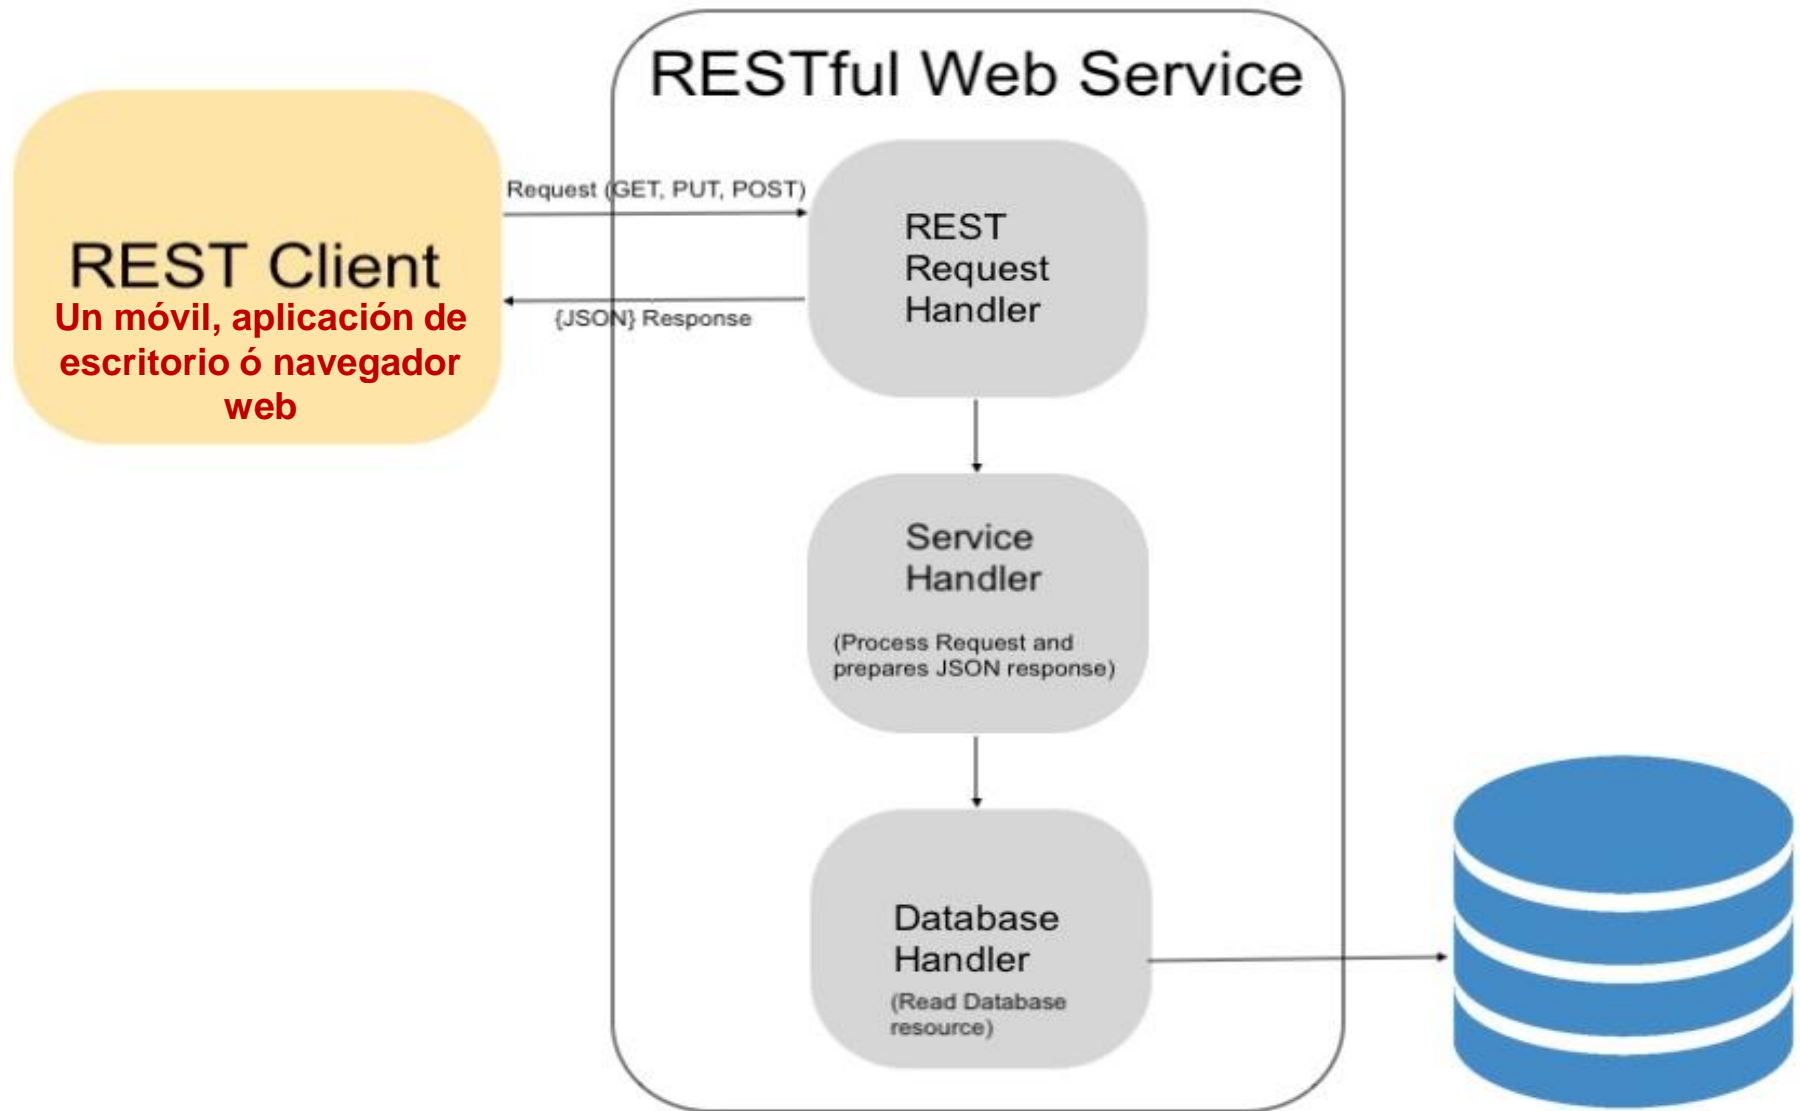 RESTful Web Service
REST Client
Un móvil, aplicación de
escritorio ó navegador
web
Request (GET, PUT, POST)
{JSON} Response
REST
Request
Handler
Service
Handler
(Process Request and
prepares JSON response)
Database
Handler
(Read Database
resource)